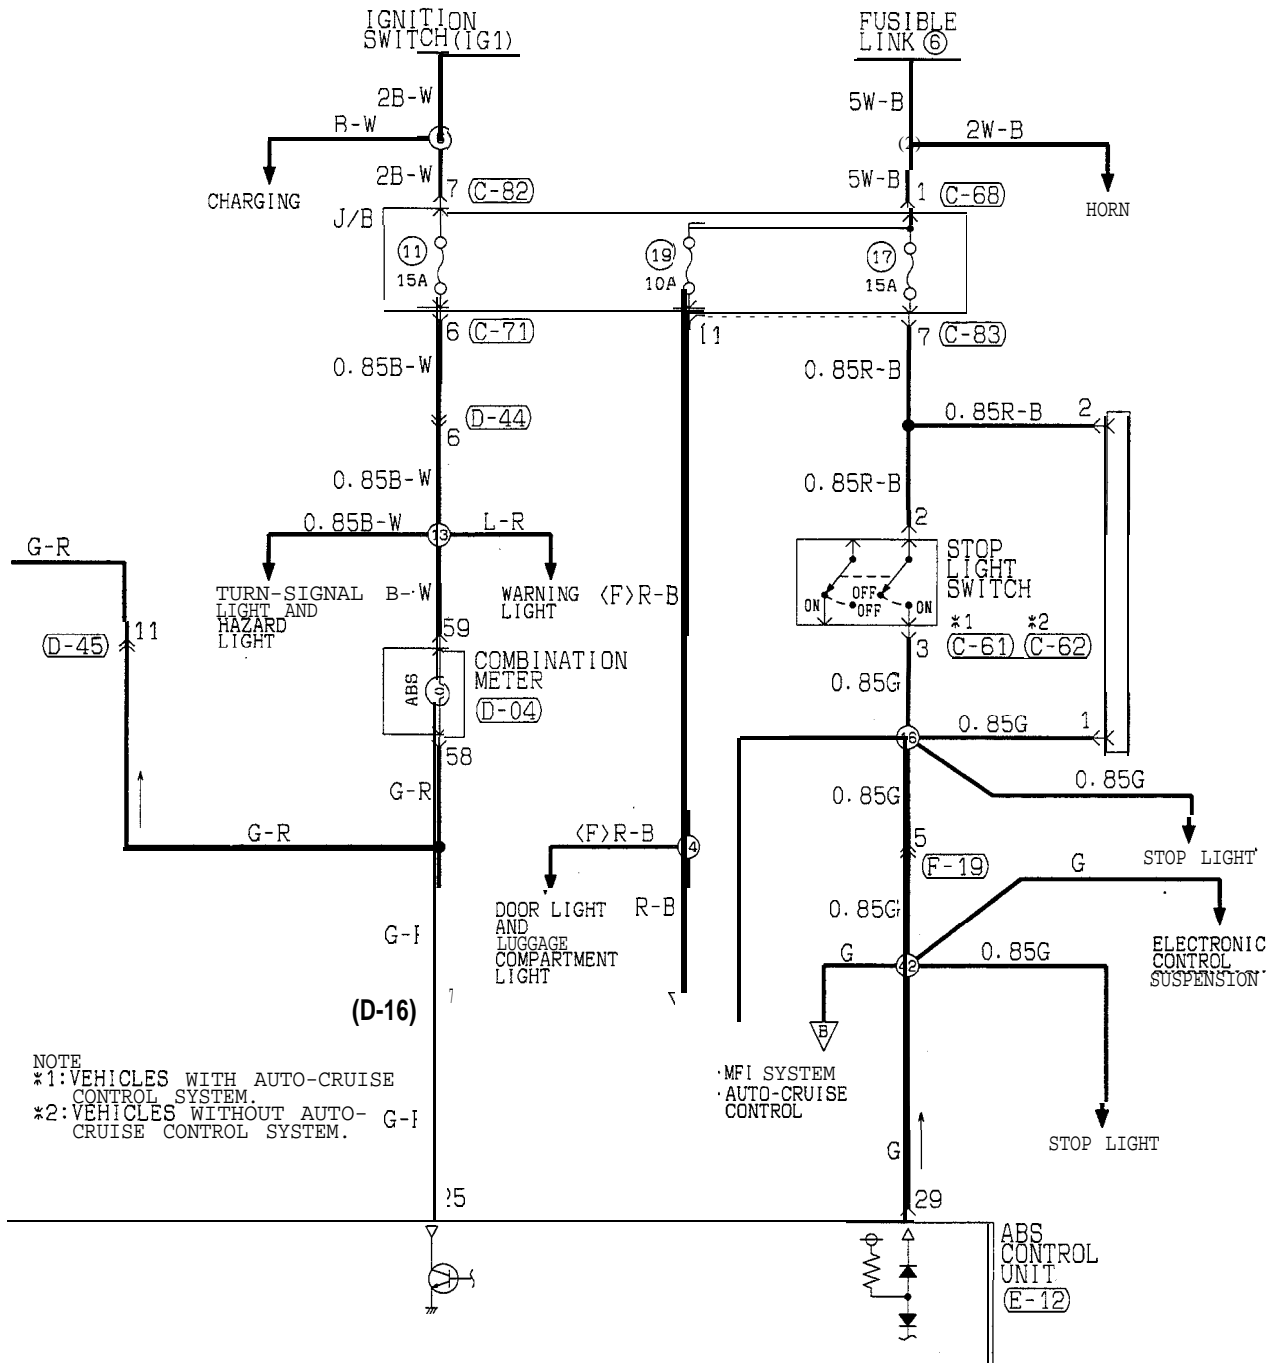 IGNITION
SWITCH(IG1)
FUSIBLE
LINK 6
2B-W
5W-B
B-W
2W-B
2B-W
7
C-82
5W-B
1
C-68
CHARGING
HORN
J/B
11
15A
19
10A
17
15A
6
C-71
11
7
C-83
0.85B-W
0.85R-B
D-44
6
0.85R-B
2
0.85B-W
0.85R-B
0.85B-W
13
L-R
2
G-R
STOP
LIGHT
SWITCH
TURN-SIGNAL
LIGHT AND
HAZARD
LIGHT
B-W
WARNING
LIGHT
<F>R-B
ON
OFF
OFF
ON
*1
*2
11
D-45
59
3
C-61
C-62
ABS
10
COMBINATION
METER
D-04
0.85G
58
16
0.85G
1
G-R
0.85G
0.85G
G-R
<F>R-B
4
5
STOP LIGHT
F-19
G
DOOR LIGHT
AND
LUGGAGE
COMPARTMENT
LIGHT
R-B
0.85G
G-
G
42
0.85G
ELECTRONIC
CONTROL
SUSPENSION
(D-16)
B
NOTE
*1:VEHICLES WITH AUTO-CRUISE
CONTROL SYSTEM.
*2:VEHICLES WITHOUT AUTO-
CRUISE CONTROL SYSTEM.
G-
·MFI SYSTEM
·AUTO-CRUISE
CONTROL
G
STOP LIGHT
25
29
ABS
CONTROL
UNIT
E-12